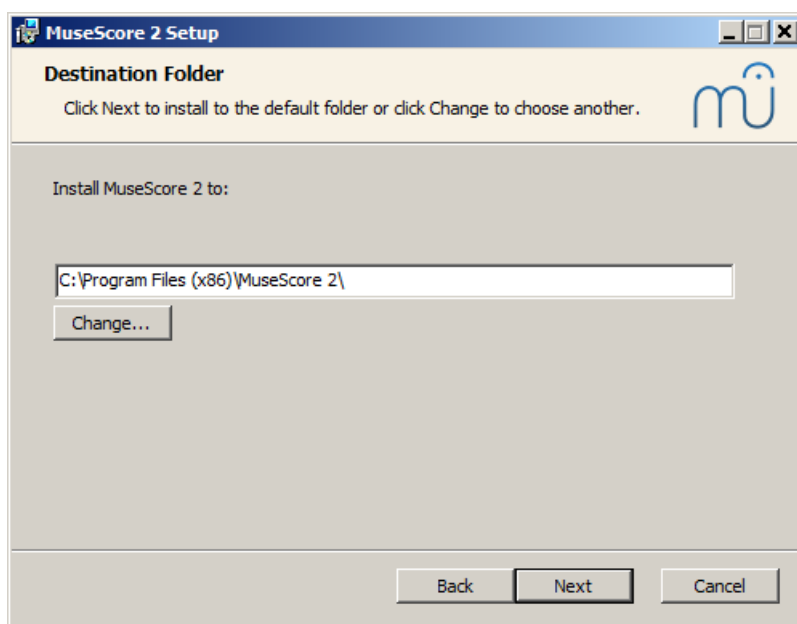 MuseScore 2 Setup
Destination Folder
Click Next to install to the default folder or click Change to choose another.
mu
Install MuseScore 2 to:
C:\Program Files (x86)\MuseScore 2\
Change...
Back Next Cancel